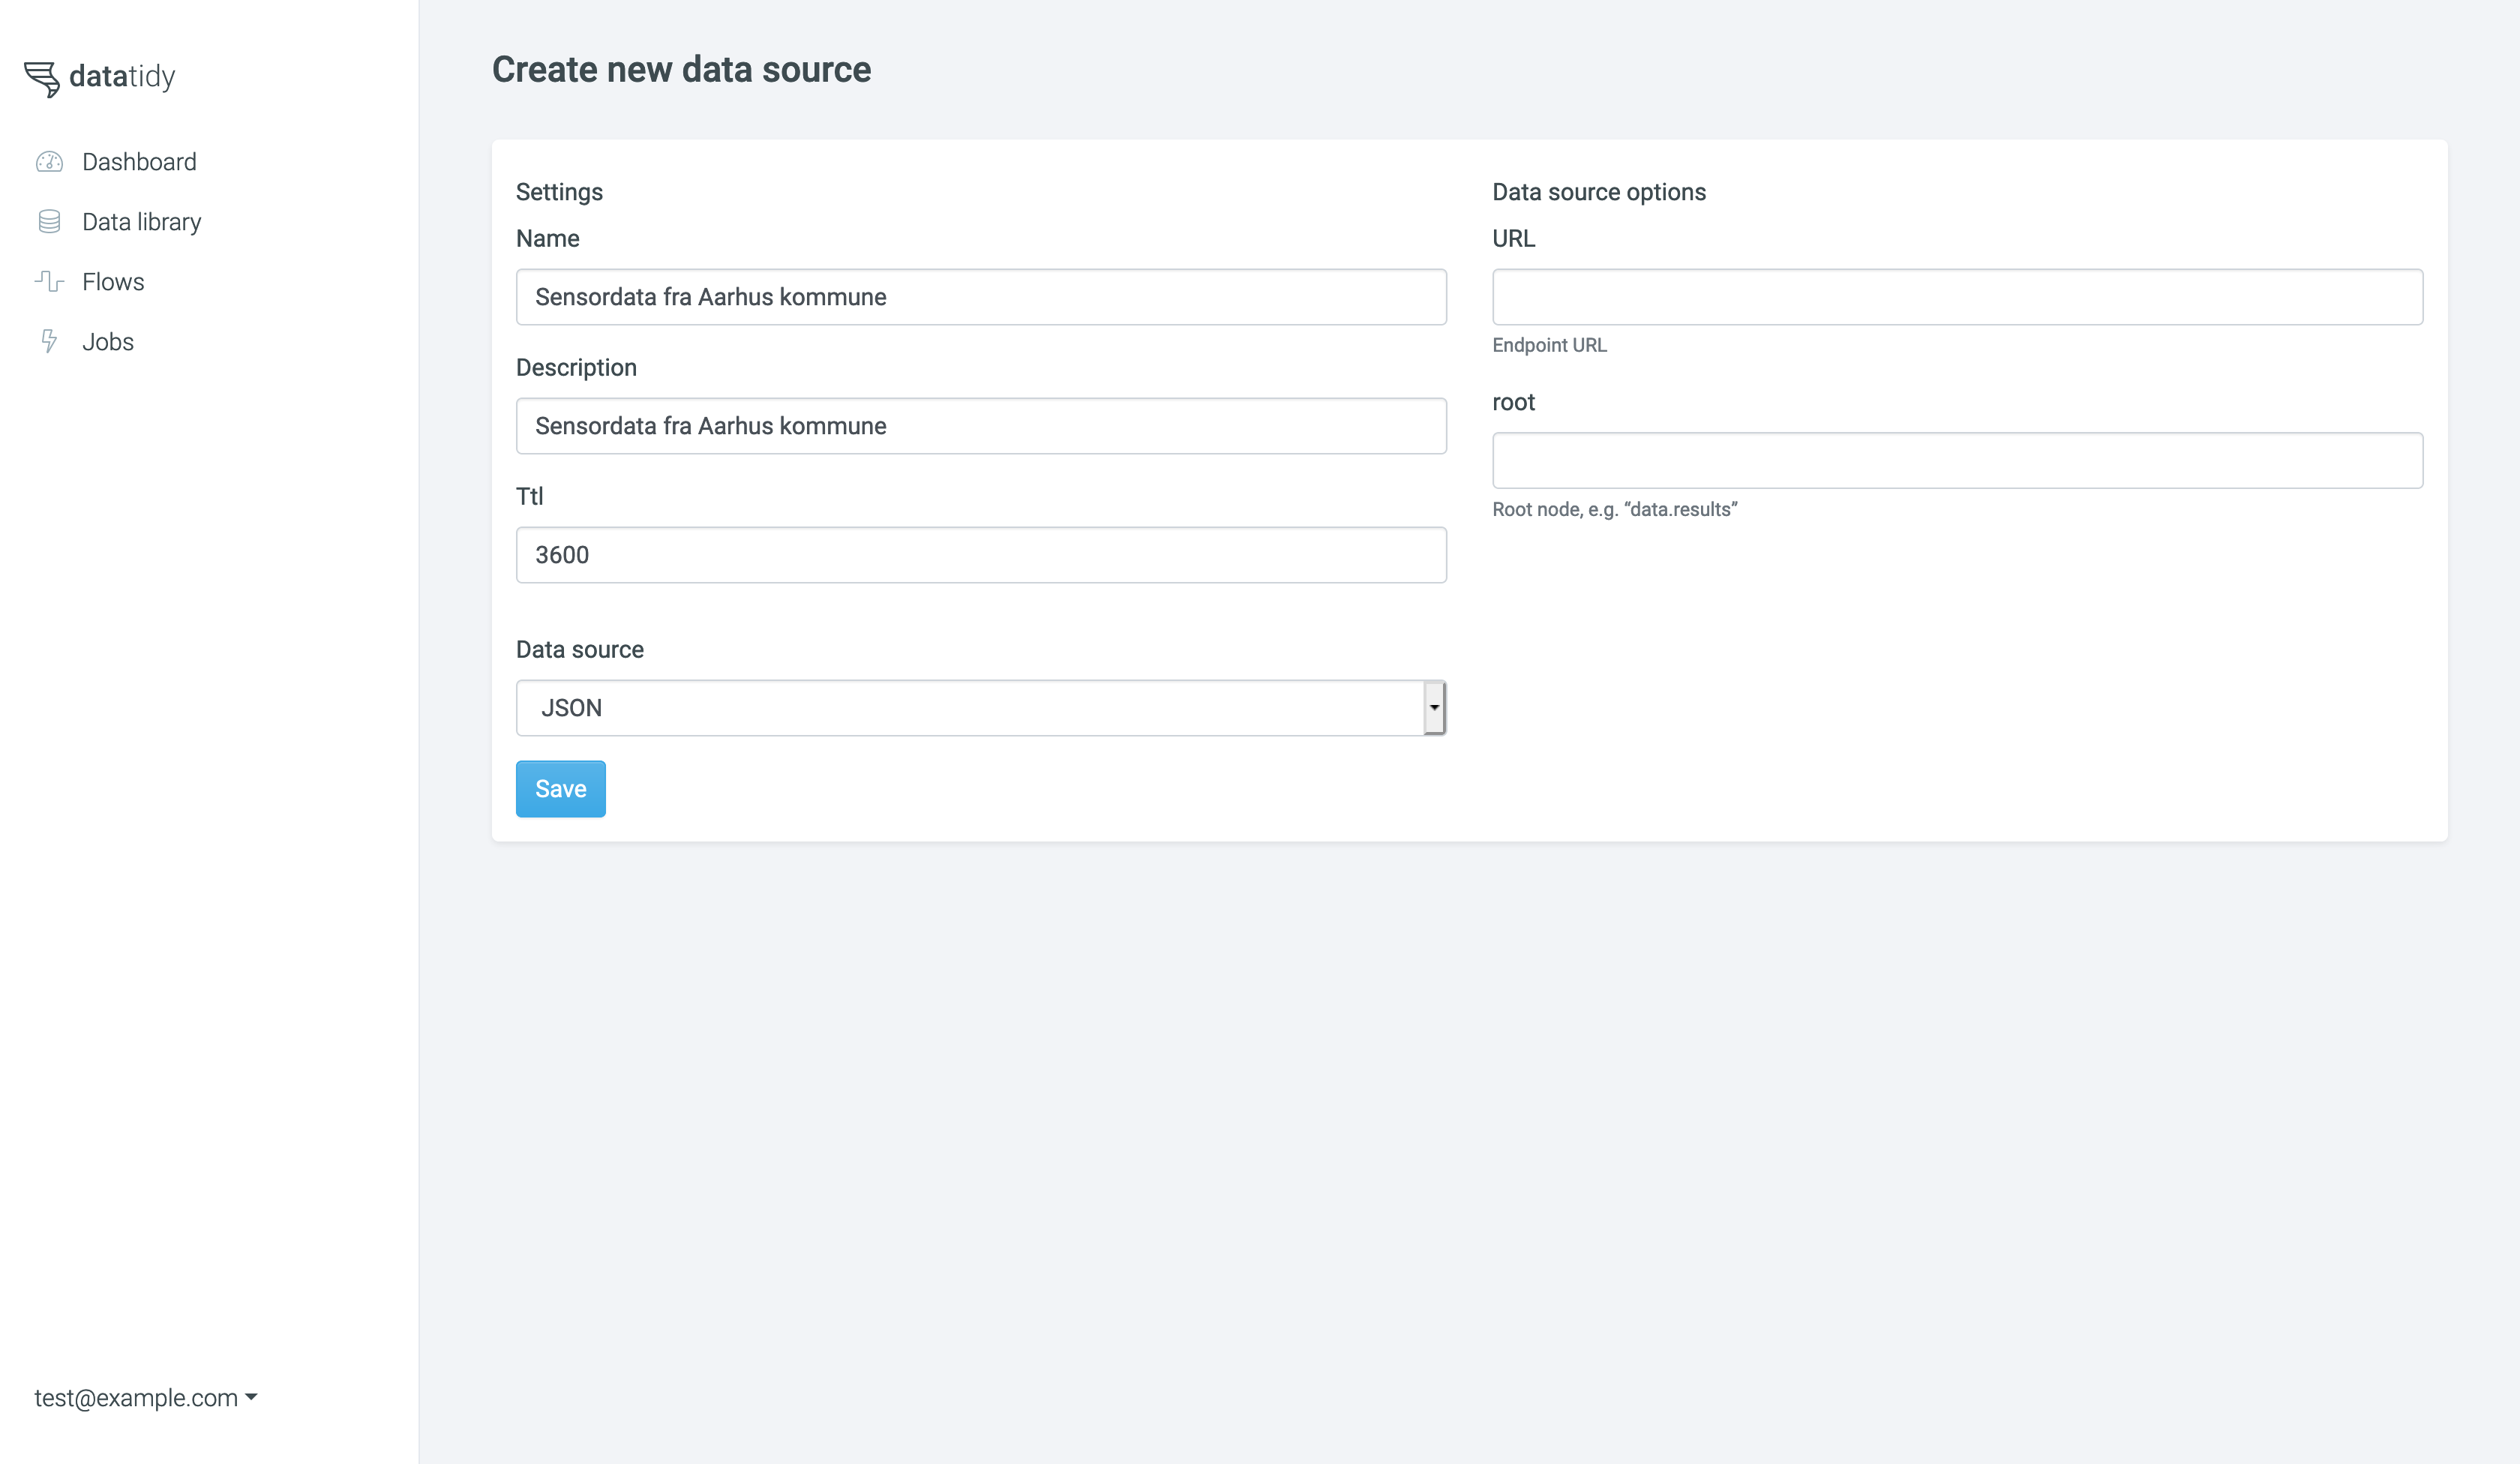 datatidy
Dashboard
Data library
Flows
Jobs
test@example.com
Create new data source
Settings
Name
Sensordata fra Aarhus kommune
Description
Sensordata fra Aarhus kommune
Ttl
3600
Data source
JSON
Save
Data source options
URL
Endpoint URL
root
Root node, e.g. “data.results”